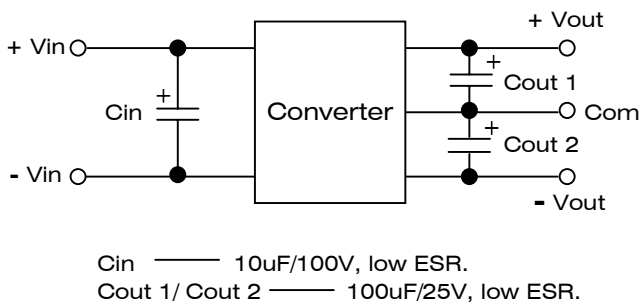 + Vin
- Vin
+
Cin
Converter
+ Vout
+
Cout 1
Com
+
Cout 2
- Vout
Cin —— 10uF/100V, low ESR.
Cout 1/ Cout 2 —— 100uF/25V, low ESR.